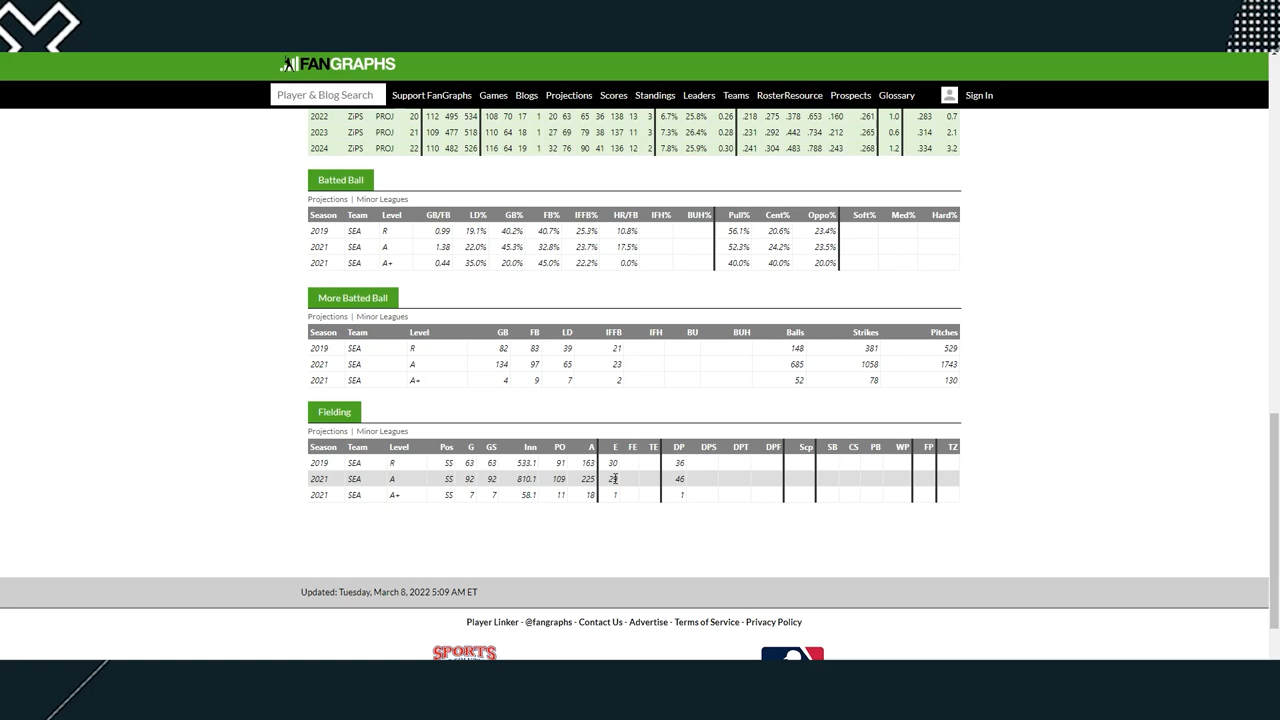 FANGRAPHS
Player & Blog Search Support FanGraphs Games Blogs Projections Scores Standings Leaders Teams RosterResource Prospects Glossary Sign In
2022 ZiPS PROJ 20 112 495 534 108 70 17 1 20 63 65 36 138 13 3 6.7% 25.8% 0.26 .218 .275 .378 .653 .160 .261 1.0 .283 0.7
2023 ZiPS PROJ 21 109 477 518 110 64 18 1 27 69 79 38 137 11 3 7.3% 26.4% 0.28 .231 .292 .442 .734 .212 .265 0.6 .314 2.1
2024 ZiPS PROJ 22 110 482 526 116 64 19 1 32 76 90 41 136 12 2 7.8% 25.9% 0.30 .241 .304 .483 .788 .243 .268 1.2 .334 3.2
Batted Ball
Projections | Minor Leagues
Season Team Level GB/FB LD% GB% FB% IFFB% HR/FB IFH% BUH% Pull% Cent% Oppo% Soft% Med% Hard%
2019 SEA R 0.99 19.1% 40.2% 40.7% 25.3% 10.8% 56.1% 20.6% 23.4%
2021 SEA A 1.38 22.0% 45.3% 32.8% 23.7% 17.5% 52.3% 24.2% 23.5%
2021 SEA A+ 0.44 35.0% 20.0% 45.0% 22.2% 0.0% 40.0% 40.0% 20.0%
More Batted Ball
Projections | Minor Leagues
Season Team Level GB FB LD IFFB IFH BU BUH Balls Strikes Pitches
2019 SEA R 82 83 39 21 148 381 529
2021 SEA A 134 97 65 23 685 1058 1743
2021 SEA A+ 4 9 7 2 52 78 130
Fielding
Projections | Minor Leagues
Season Team Level Pos G GS Inn PO A E FE TE DP DPS DPT DPF Scp SB CS PB WP FP TZ
2019 SEA R SS 63 63 533.1 91 163 30 36
2021 SEA A SS 92 92 810.1 109 225 46
2021 SEA A+ SS 7 7 58.1 11 18 1 1
Updated: Tuesday, March 8, 2022 5:09 AM ET
Player Linker - @fangraphs - Contact Us - Advertise - Terms of Service - Privacy Policy
SPORTS